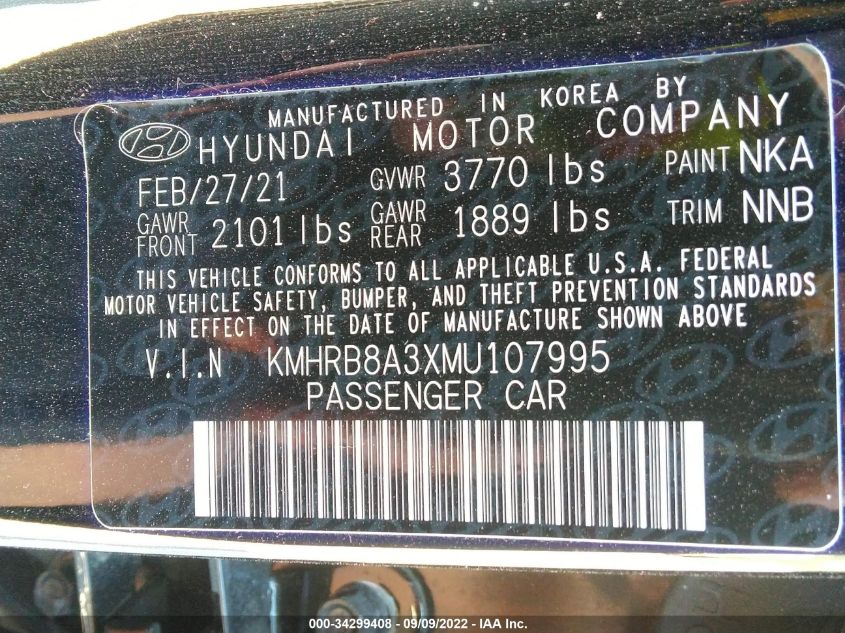 MANUFACTURED IN KOREA BY
HYUNDAI MOTOR COMPANY
FEB/27/21 GVWR 3770 lbs PAINT NKA
GAWR FRONT 2101 lbs GAWR REAR 1889 lbs TRIM NNB
THIS VEHICLE CONFORMS TO ALL APPLICABLE U.S.A. FEDERAL
MOTOR VEHICLE SAFETY, BUMPER, AND THEFT PREVENTION STANDARDS
IN EFFECT ON THE DATE OF MANUFACTURE SHOWN ABOVE
V.I.N KMHRB8A3XMU107995
PASSENGER CAR
000-34299408 - 09/09/2022 - IAA Inc.